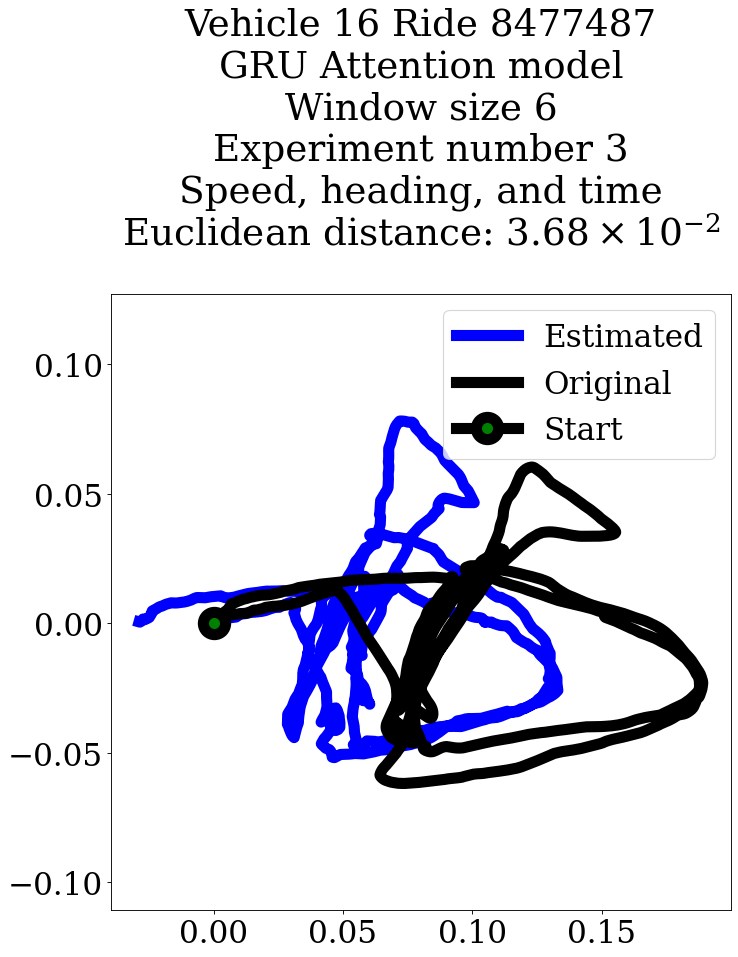 Vehicle 16 Ride 8477487
GRU Attention model
Window size 6
Experiment number 3
Speed, heading, and time
Euclidean distance: 3.68 × 10⁻²
Estimated
Original
Start
0.10
0.05
0.00
−0.05
−0.10
0.00 0.05 0.10 0.15